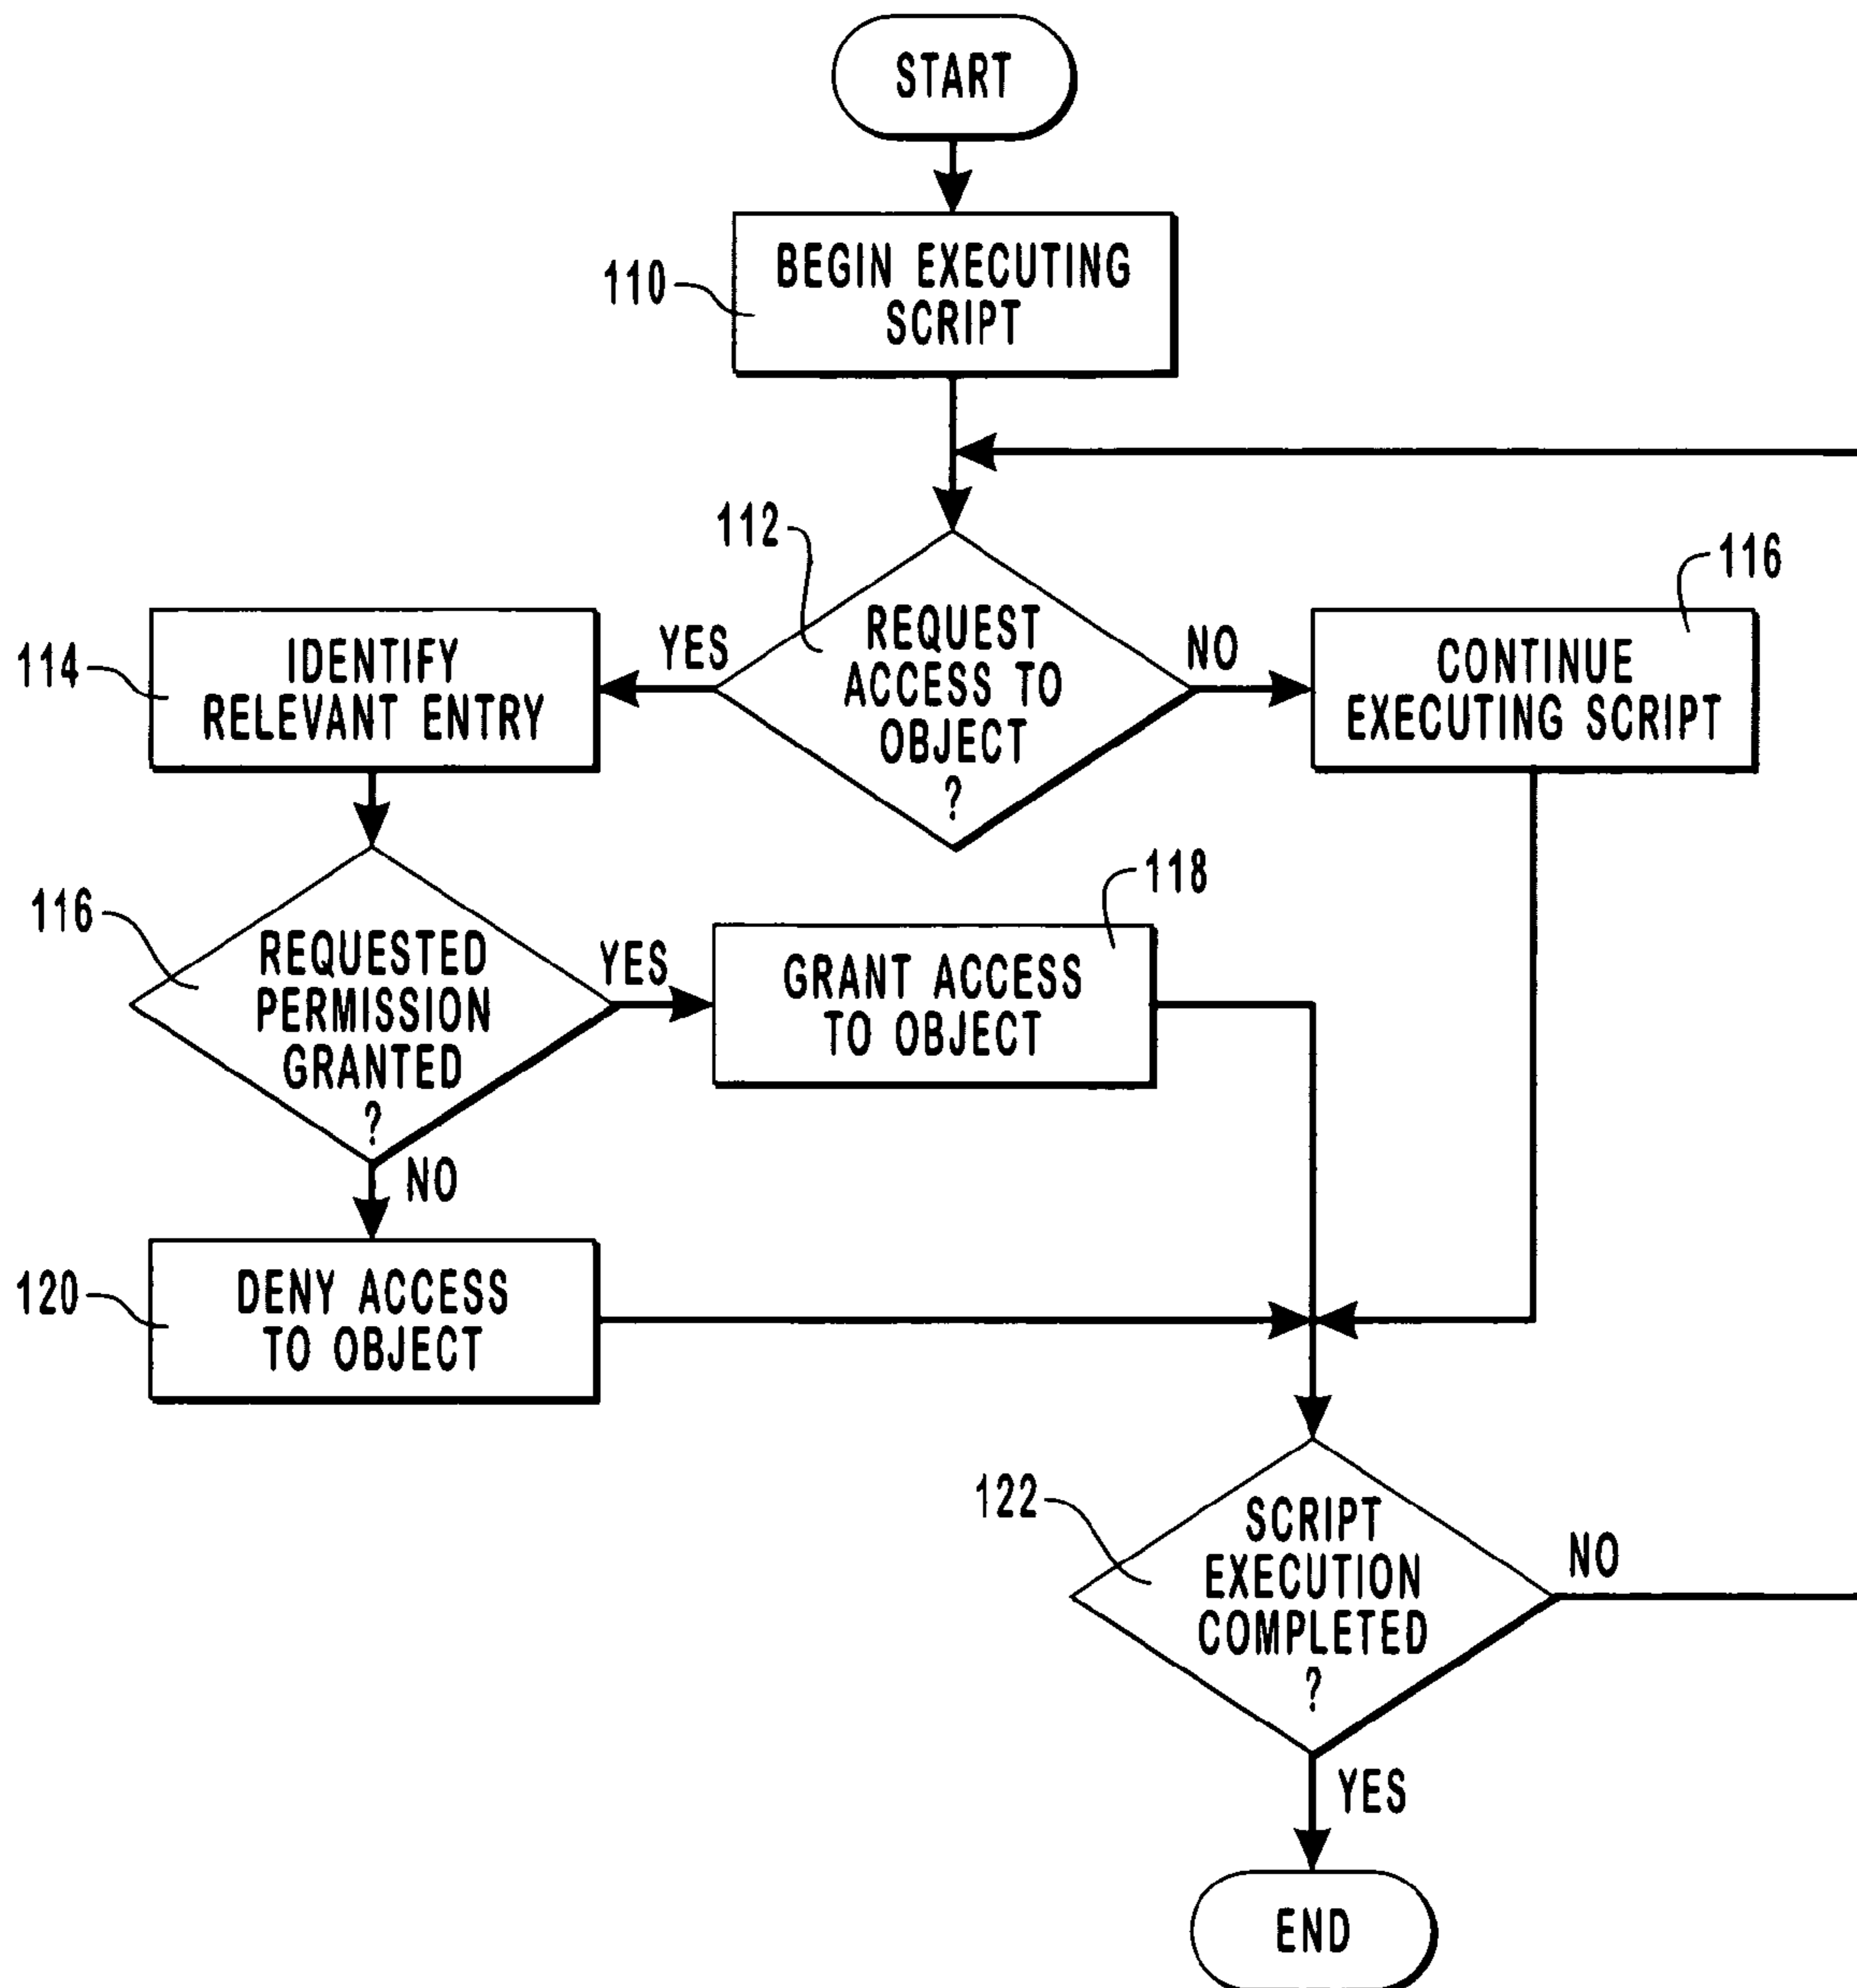 START
110
BEGIN EXECUTING
SCRIPT
112
REQUEST
ACCESS TO
OBJECT
?
YES
NO
114
IDENTIFY
RELEVANT ENTRY
116
CONTINUE
EXECUTING SCRIPT
116
REQUESTED
PERMISSION
GRANTED
?
YES
NO
118
GRANT ACCESS
TO OBJECT
120
DENY ACCESS
TO OBJECT
122
SCRIPT
EXECUTION
COMPLETED
?
NO
YES
END